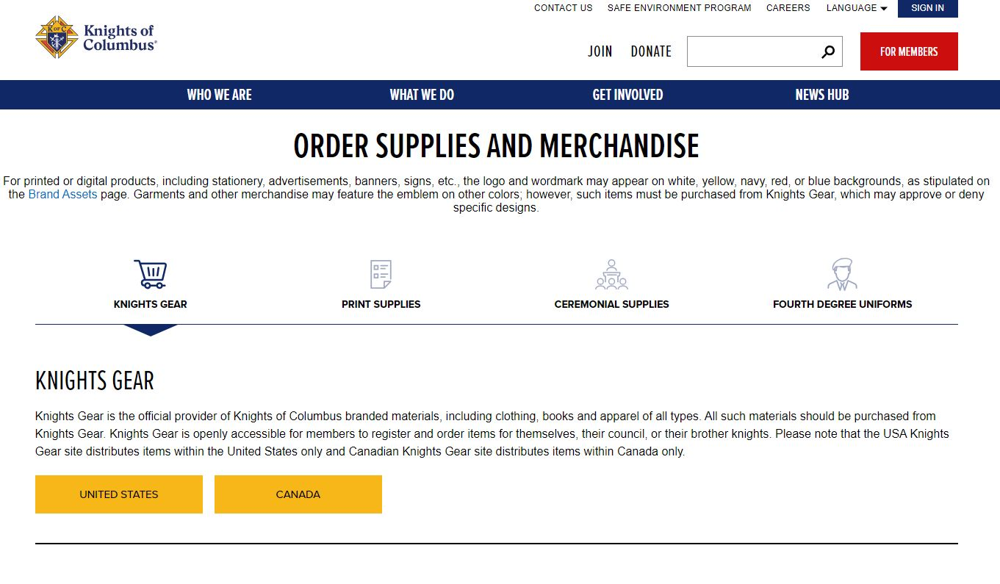 CONTACT US SAFE ENVIRONMENT PROGRAM CAREERS LANGUAGE SIGN IN
K OF C
Knights of
Columbus®
JOIN DONATE FOR MEMBERS
WHO WE ARE WHAT WE DO GET INVOLVED NEWS HUB
ORDER SUPPLIES AND MERCHANDISE
For printed or digital products, including stationery, advertisements, banners, signs, etc., the logo and wordmark may appear on white, yellow, navy, red, or blue backgrounds, as stipulated on
the Brand Assets page. Garments and other merchandise may feature the emblem on other colors; however, such items must be purchased from Knights Gear, which may approve or deny
specific designs.
KNIGHTS GEAR PRINT SUPPLIES CEREMONIAL SUPPLIES FOURTH DEGREE UNIFORMS
KNIGHTS GEAR
Knights Gear is the official provider of Knights of Columbus branded materials, including clothing, books and apparel of all types. All such materials should be purchased from
Knights Gear. Knights Gear is openly accessible for members to register and order items for themselves, their council, or their brother knights. Please note that the USA Knights
Gear site distributes items within the United States only and Canadian Knights Gear site distributes items within Canada only.
UNITED STATES CANADA